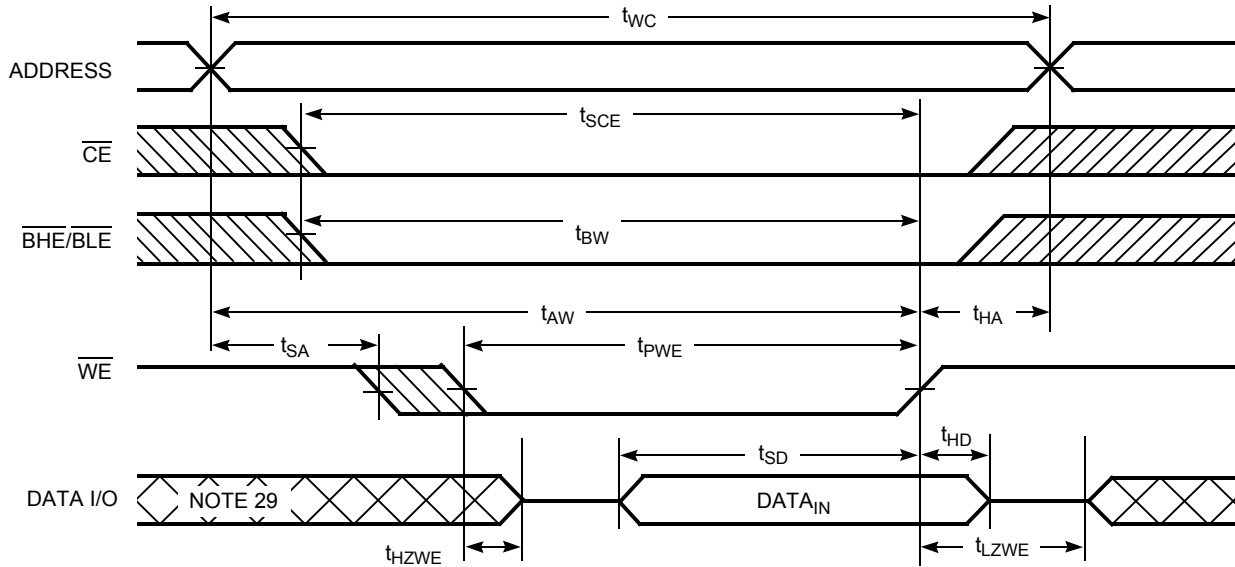 tWC
ADDRESS
tSCE
CE
BHE/BLE
tBW
tAW
tHA
tSA
tPWE
WE
tSD
tHD
DATA I/O
NOTE 29
DATAIN
tHZWE
tLZWE